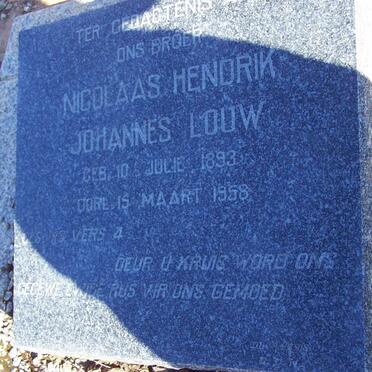 TER GEDAGTENIS
ONS BROER
NICOLAAS HENDRIK
JOHANNES LOUW
GEB. 10 JULIE 1893
OORL. 15 MAART 1958
VERS 4
DEUR U KRUIS WORD ONS
RUS VIR ONS GEMOED